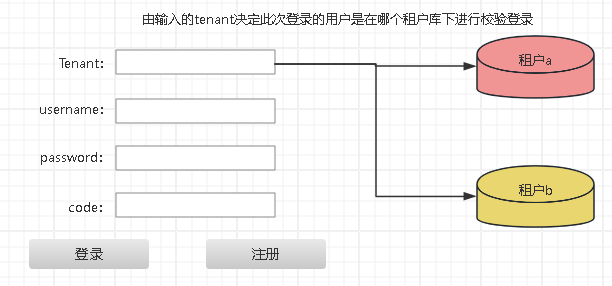 由输入的tenant决定此次登录的用户是在哪个租户库下进行校验登录
Tenant:
租户a
username:
password:
租户b
code:
登录
注册